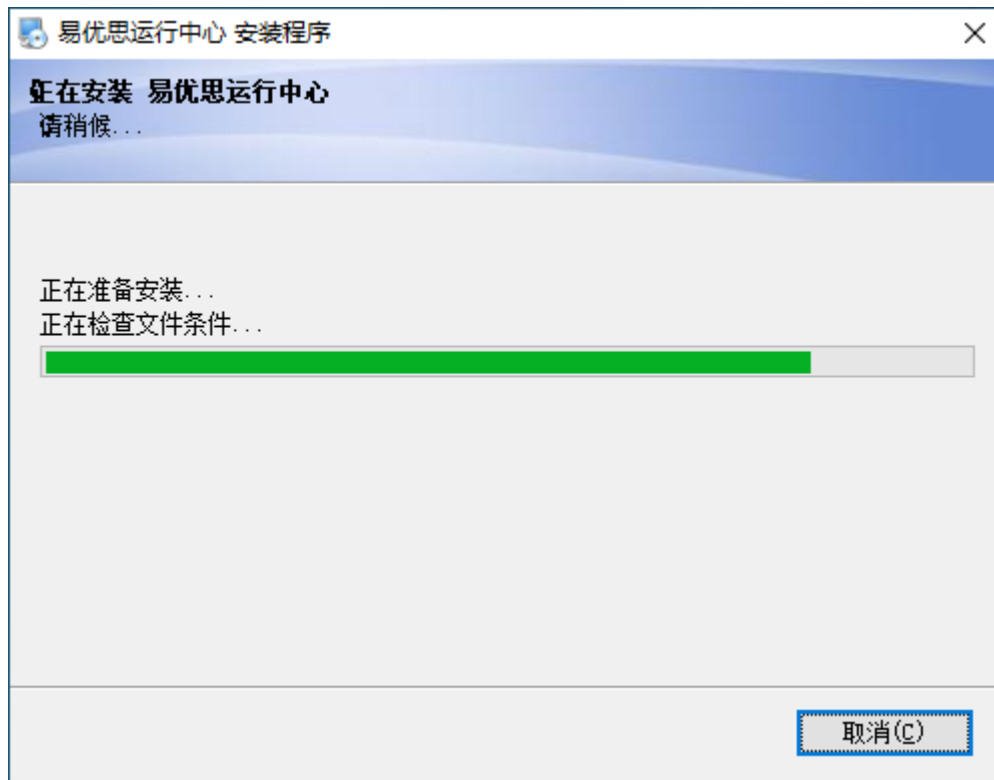 易优思运行中心 安装程序
正在安装 易优思运行中心
请稍候...
正在准备安装...
正在检查文件条件...
取消(C)